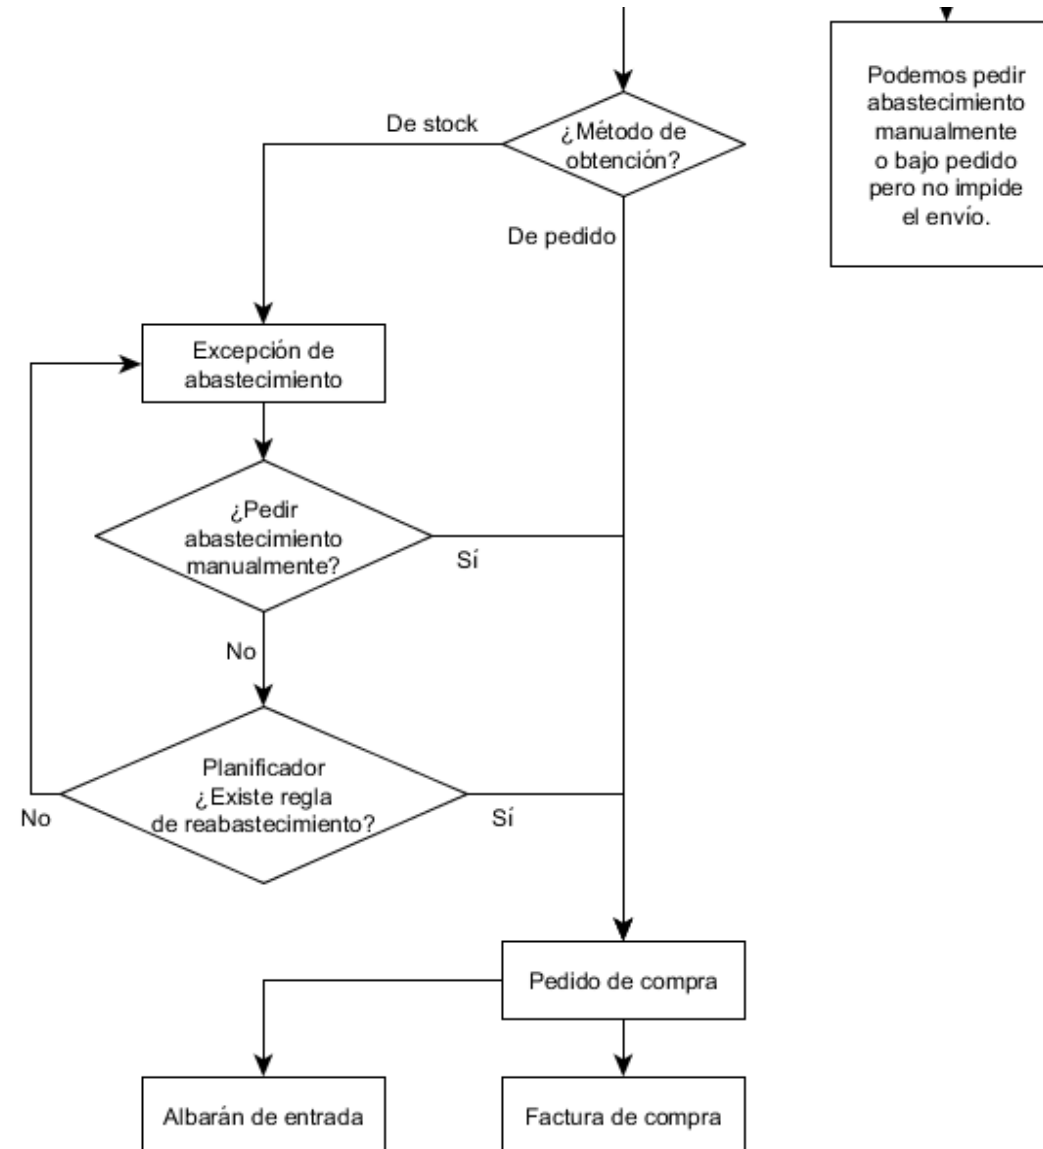 De stock
¿Método de
obtención?
De pedido
Podemos pedir
abastecimiento
manualmente
o bajo pedido
pero no impide
el envío.
Excepción de
abastecimiento
¿Pedir
abastecimiento
manualmente?
Sí
No
Planificador
¿Existe regla
de reabastecimiento?
No
Sí
Pedido de compra
Albarán de entrada
Factura de compra